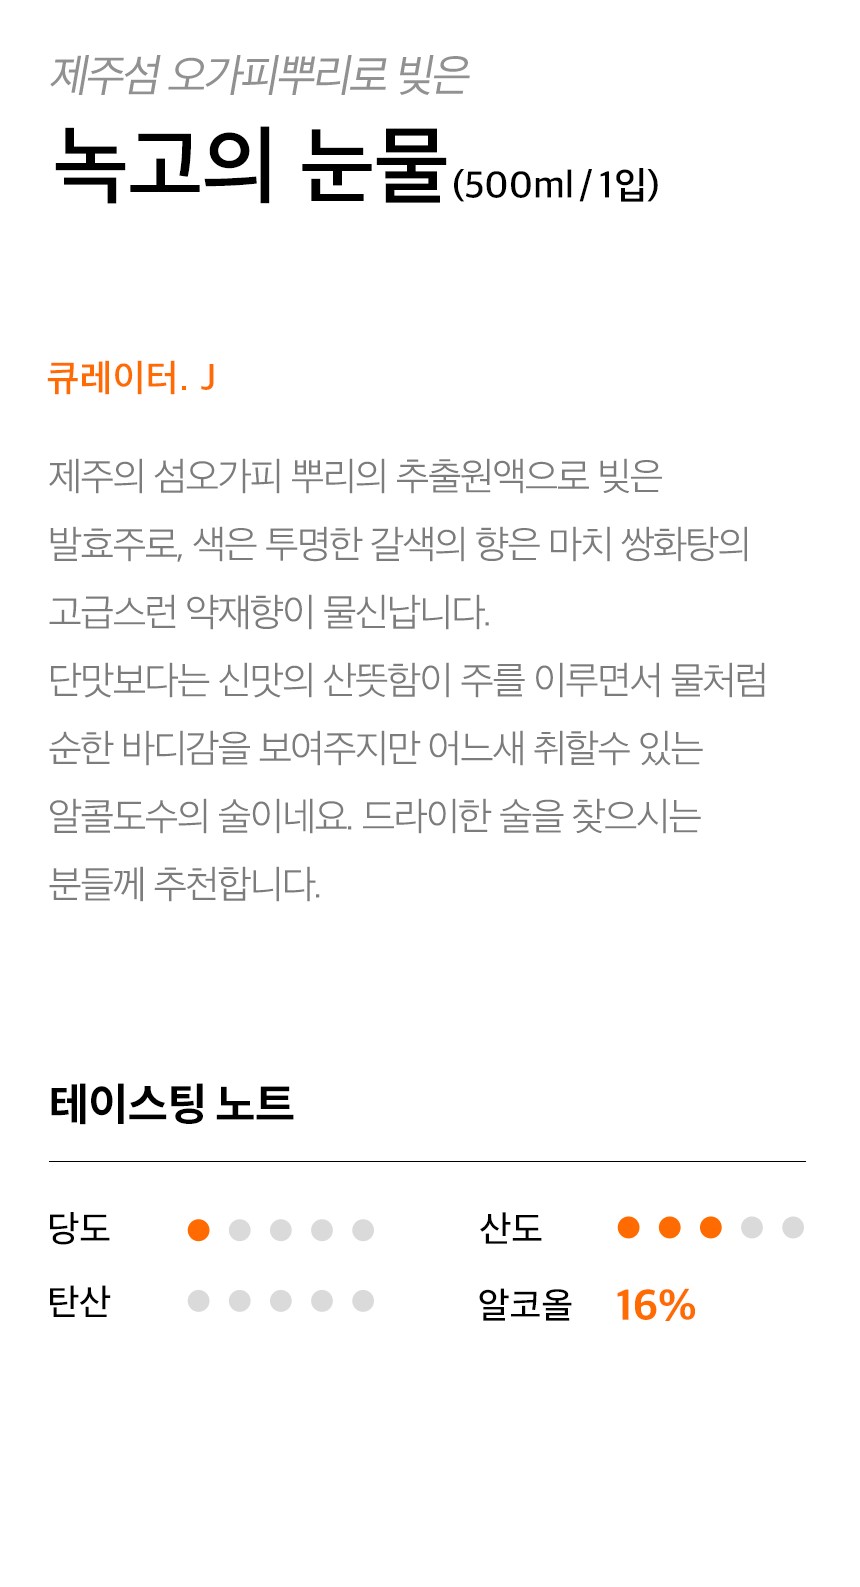 제주섬 오가피뿌리로 빚은
녹고의 눈물(500ml / 1입)
큐레이터. J
제주의 섬오가피 뿌리의 추출원액으로 빚은
발효주로, 색은 투명한 갈색의 향은 마치 쌍화탕의
고급스런 약재향이 물신납니다.
단맛보다는 신맛의 산뜻함이 주를 이루면서 물처럼
순한 바디감을 보여주지만 어느새 취할수 있는
알콜도수의 술이네요. 드라이한 술을 찾으시는
분들께 추천합니다.
테이스팅 노트
당도 산도
탄산 알코올 16%